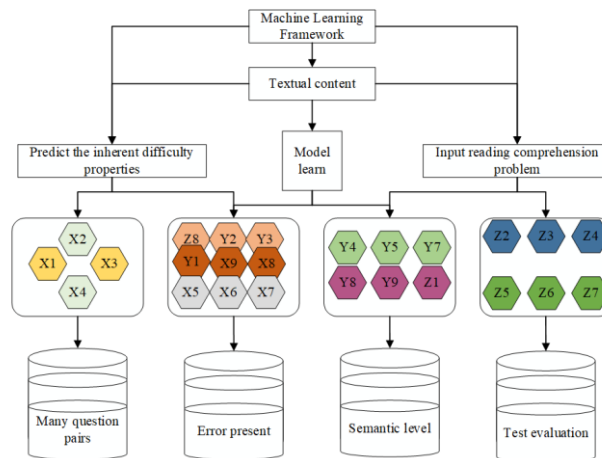 Machine Learning
Framework
Textual content
Predict the inherent difficulty
properties
Model
learn
Input reading comprehension
problem
X2
X1
X3
X4
Z8
Y2
Y3
Y1
X9
X8
X5
X6
X7
Y4
Y5
Y7
Y8
Y9
Z1
Z2
Z3
Z4
Z5
Z6
Z7
Many question
pairs
Error present
Semantic level
Test evaluation